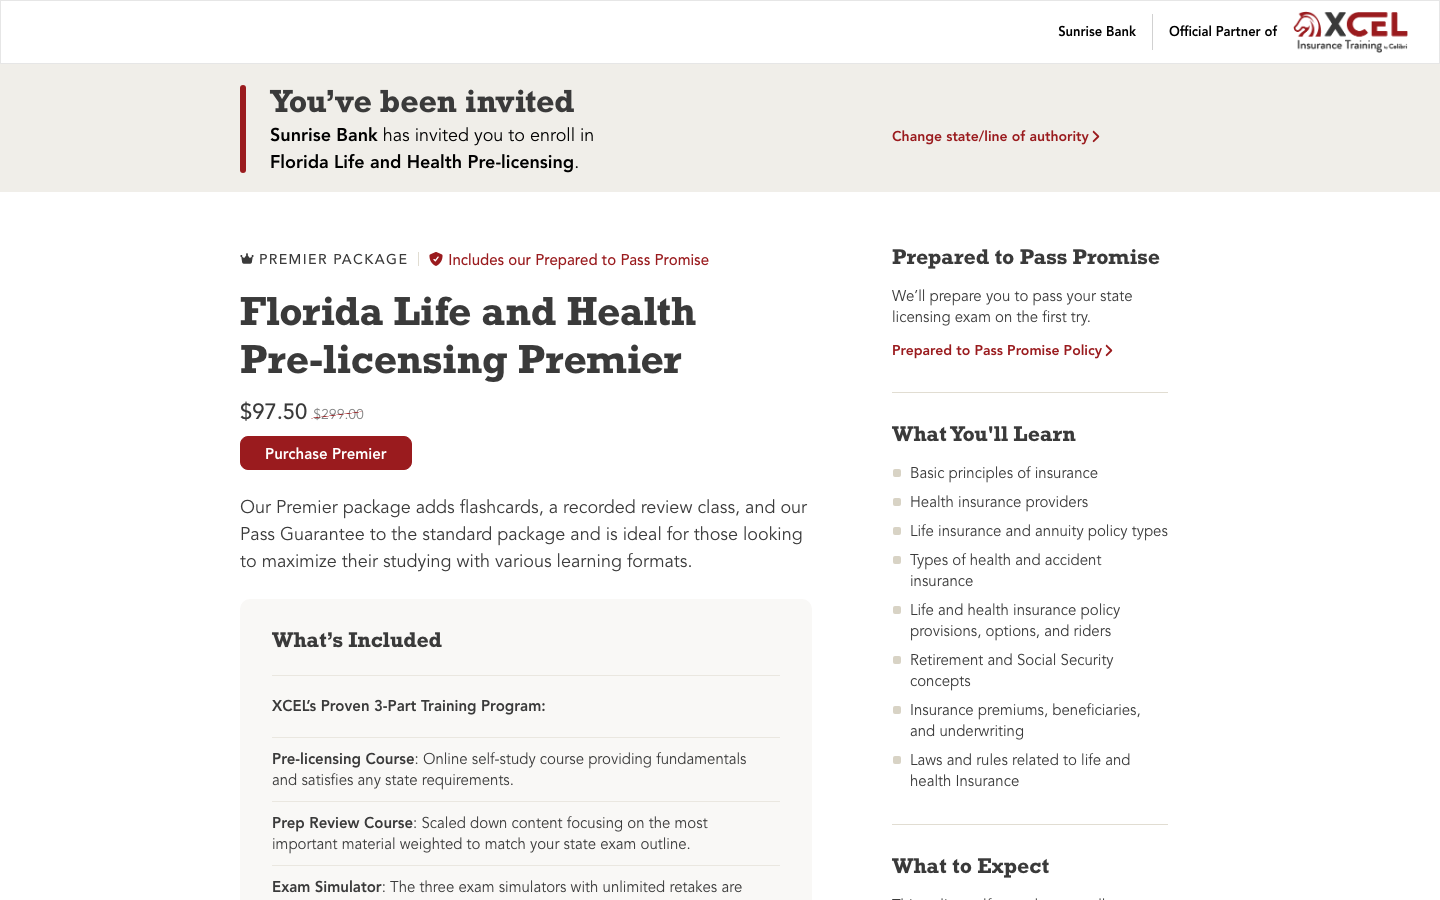 Sunrise Bank
Official Partner of
XCEL
Insurance Training by Colibri
You’ve been invited
Sunrise Bank has invited you to enroll in
Florida Life and Health Pre-licensing.
Change state/line of authority
PREMIER PACKAGE
Includes our Prepared to Pass Promise
Florida Life and Health
Pre-licensing Premier
$97.50 $299.00
Purchase Premier
Our Premier package adds flashcards, a recorded review class, and our
Pass Guarantee to the standard package and is ideal for those looking
to maximize their studying with various learning formats.
What’s Included
XCEL’s Proven 3-Part Training Program:
Pre-licensing Course: Online self-study course providing fundamentals
and satisfies any state requirements.
Prep Review Course: Scaled down content focusing on the most
important material weighted to match your state exam outline.
Exam Simulator: The three exam simulators with unlimited retakes are
Prepared to Pass Promise
We’ll prepare you to pass your state
licensing exam on the first try.
Prepared to Pass Promise Policy
What You'll Learn
Basic principles of insurance
Health insurance providers
Life insurance and annuity policy types
Types of health and accident
insurance
Life and health insurance policy
provisions, options, and riders
Retirement and Social Security
concepts
Insurance premiums, beneficiaries,
and underwriting
Laws and rules related to life and
health Insurance
What to Expect